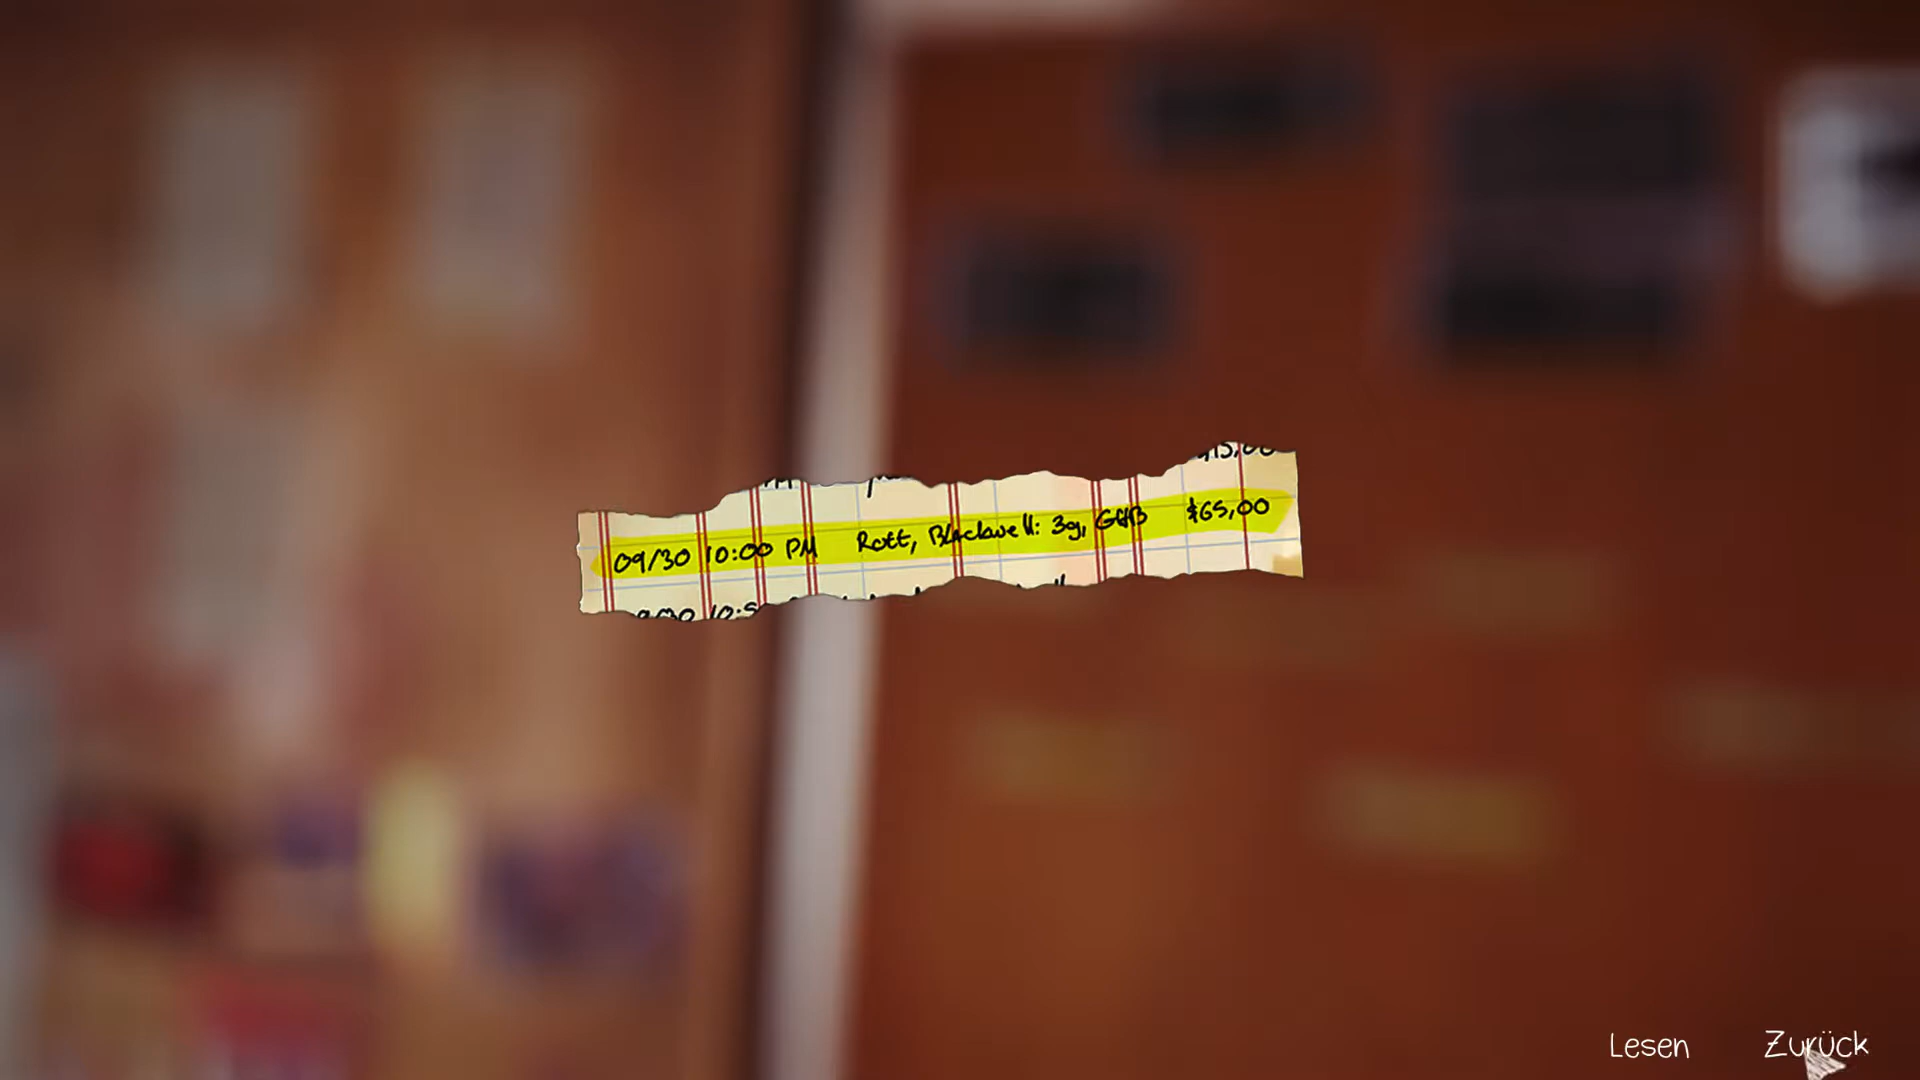 09/30 10:00 PM Rott, Blackwell: 3g, GHB $65,00
Lesen Zurück